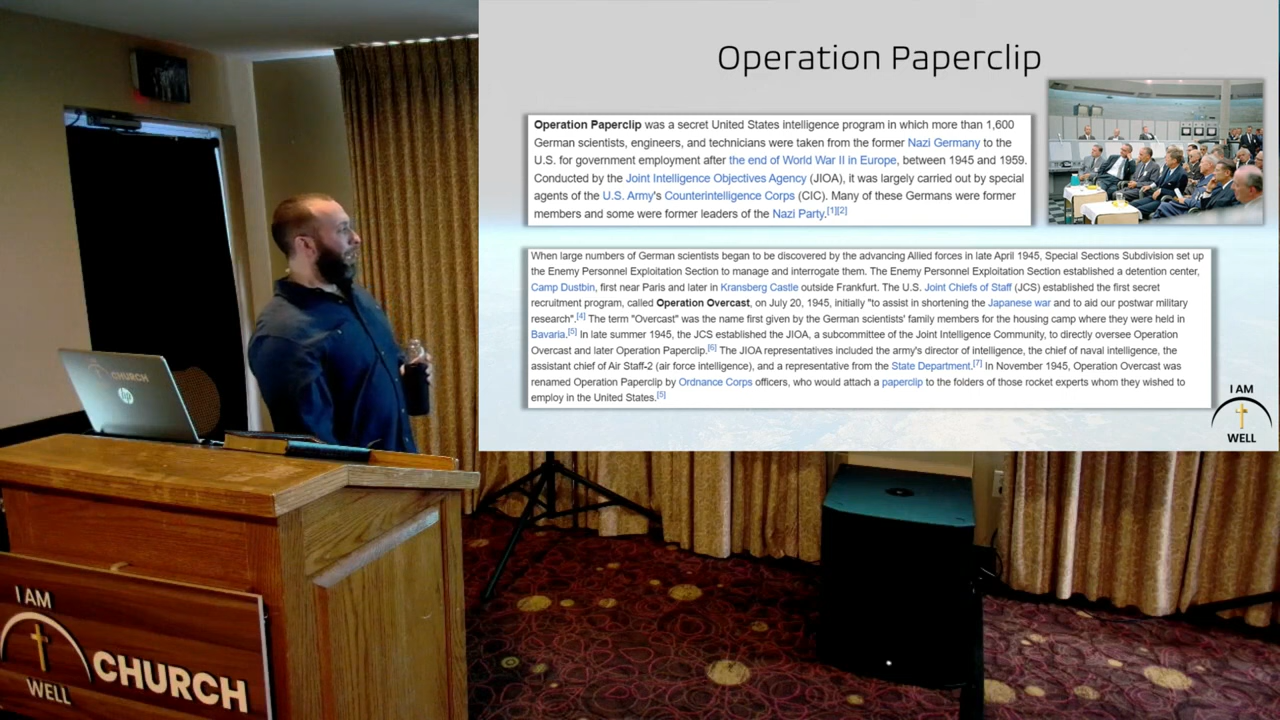 Operation Paperclip
Operation Paperclip was a secret United States intelligence program in which more than 1,600
German scientists, engineers, and technicians were taken from the former Nazi Germany to the
U.S. for government employment after the end of World War II in Europe, between 1945 and 1959.
Conducted by the Joint Intelligence Objectives Agency (JIOA), it was largely carried out by special
agents of the U.S. Army's Counterintelligence Corps (CIC). Many of these Germans were former
members and some were former leaders of the Nazi Party.[1][2]
When large numbers of German scientists began to be discovered by the advancing Allied forces in late April 1945, Special Sections Subdivision set up
the Enemy Personnel Exploitation Section to manage and interrogate them. The Enemy Personnel Exploitation Section established a detention center,
Camp Dustbin, first near Paris and later in Kransberg Castle outside Frankfurt. The U.S. Joint Chiefs of Staff (JCS) established the first secret
recruitment program, called Operation Overcast, on July 20, 1945, initially "to assist in shortening the Japanese war and to aid our postwar military
research".[4] The term "Overcast" was the name first given by the German scientists' family members for the housing camp where they were held in
Bavaria.[5] In late summer 1945, the JCS established the JIOA, a subcommittee of the Joint Intelligence Community, to directly oversee Operation
Overcast and later Operation Paperclip.[6] The JIOA representatives included the army's director of intelligence, the chief of naval intelligence, the
assistant chief of Air Staff-2 (air force intelligence), and a representative from the State Department.[7] In November 1945, Operation Overcast was
renamed Operation Paperclip by Ordnance Corps officers, who would attach a paperclip to the folders of those rocket experts whom they wished to
employ in the United States.[5]
I AM
WELL
CHURCH
hp
I AM
CHURCH
WELL